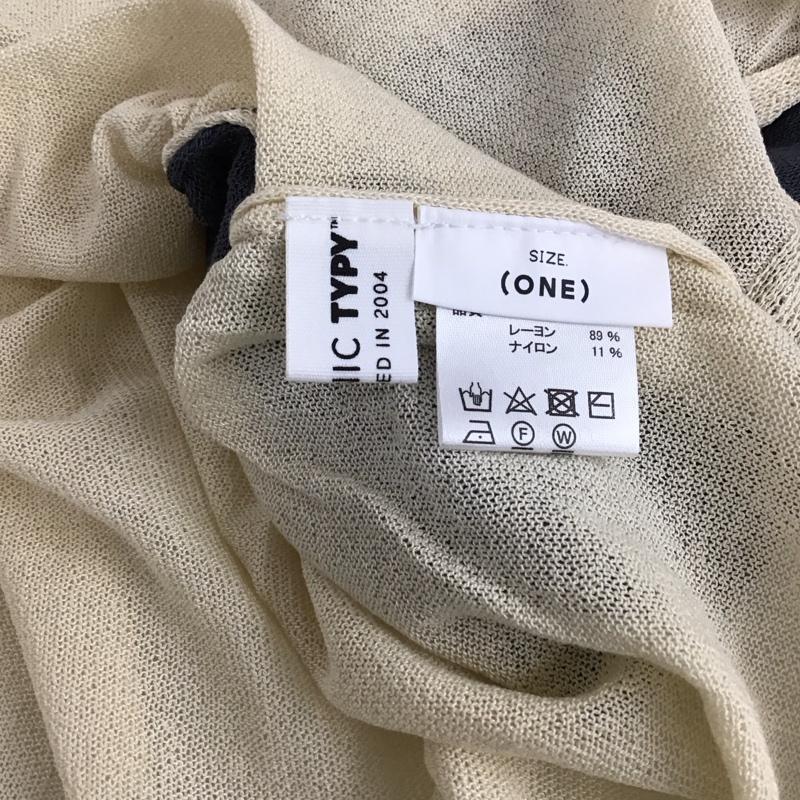 IIC TYPY™
ED IN 2004
SIZE.
(ONE)
レーヨン 89 %
ナイロン 11 %
F
W